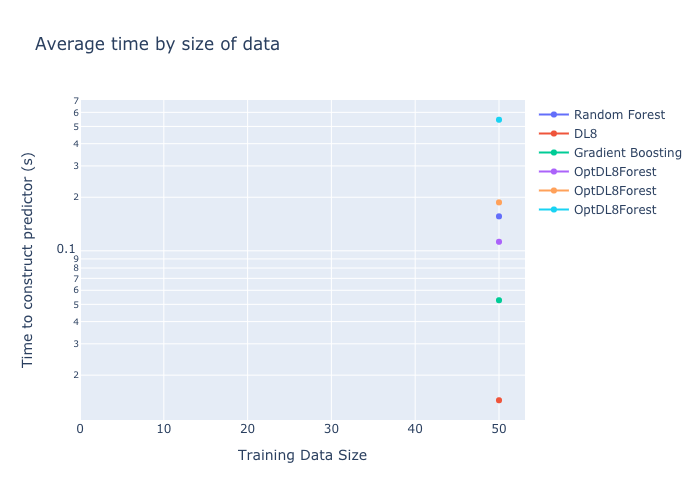 Average time by size of data
Time to construct predictor (s)
7
6
5
4
3
2
0.1
9
8
7
6
5
4
3
2
0 10 20 30 40 50
Training Data Size
Random Forest
DL8
Gradient Boosting
OptDL8Forest
OptDL8Forest
OptDL8Forest